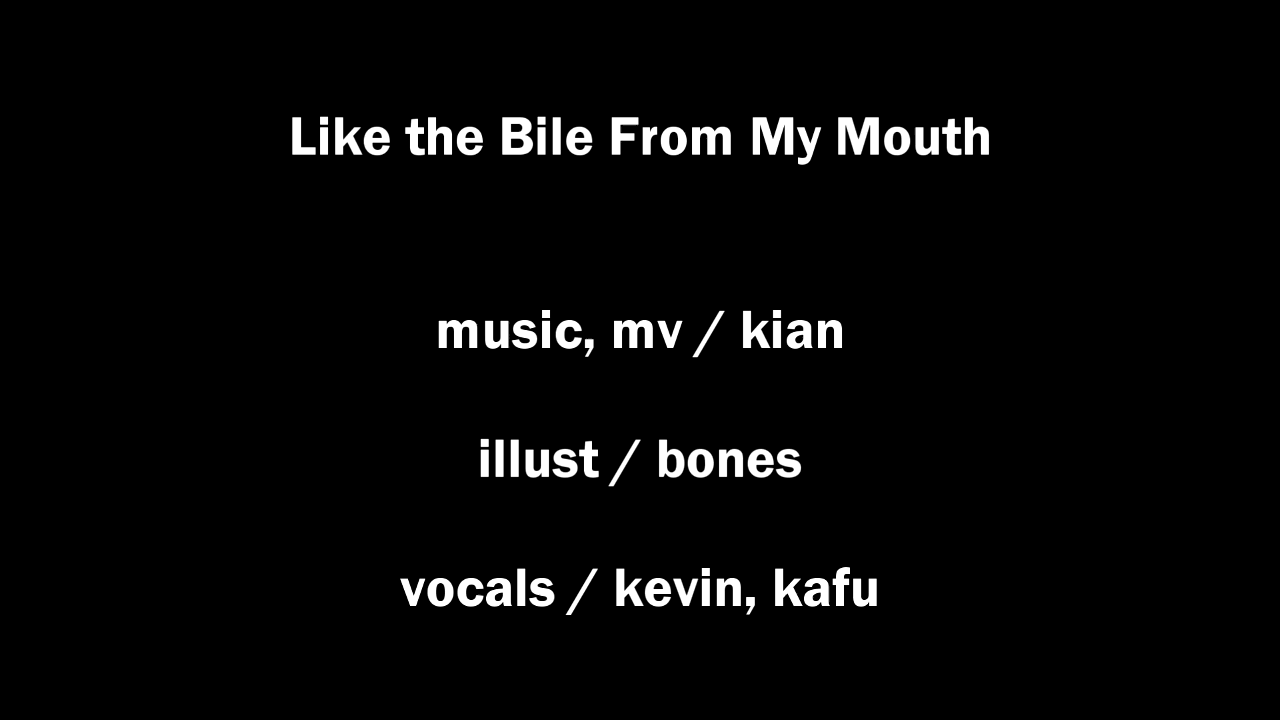 Like the Bile From My Mouth
music, mv / kian
illust / bones
vocals / kevin, kafu